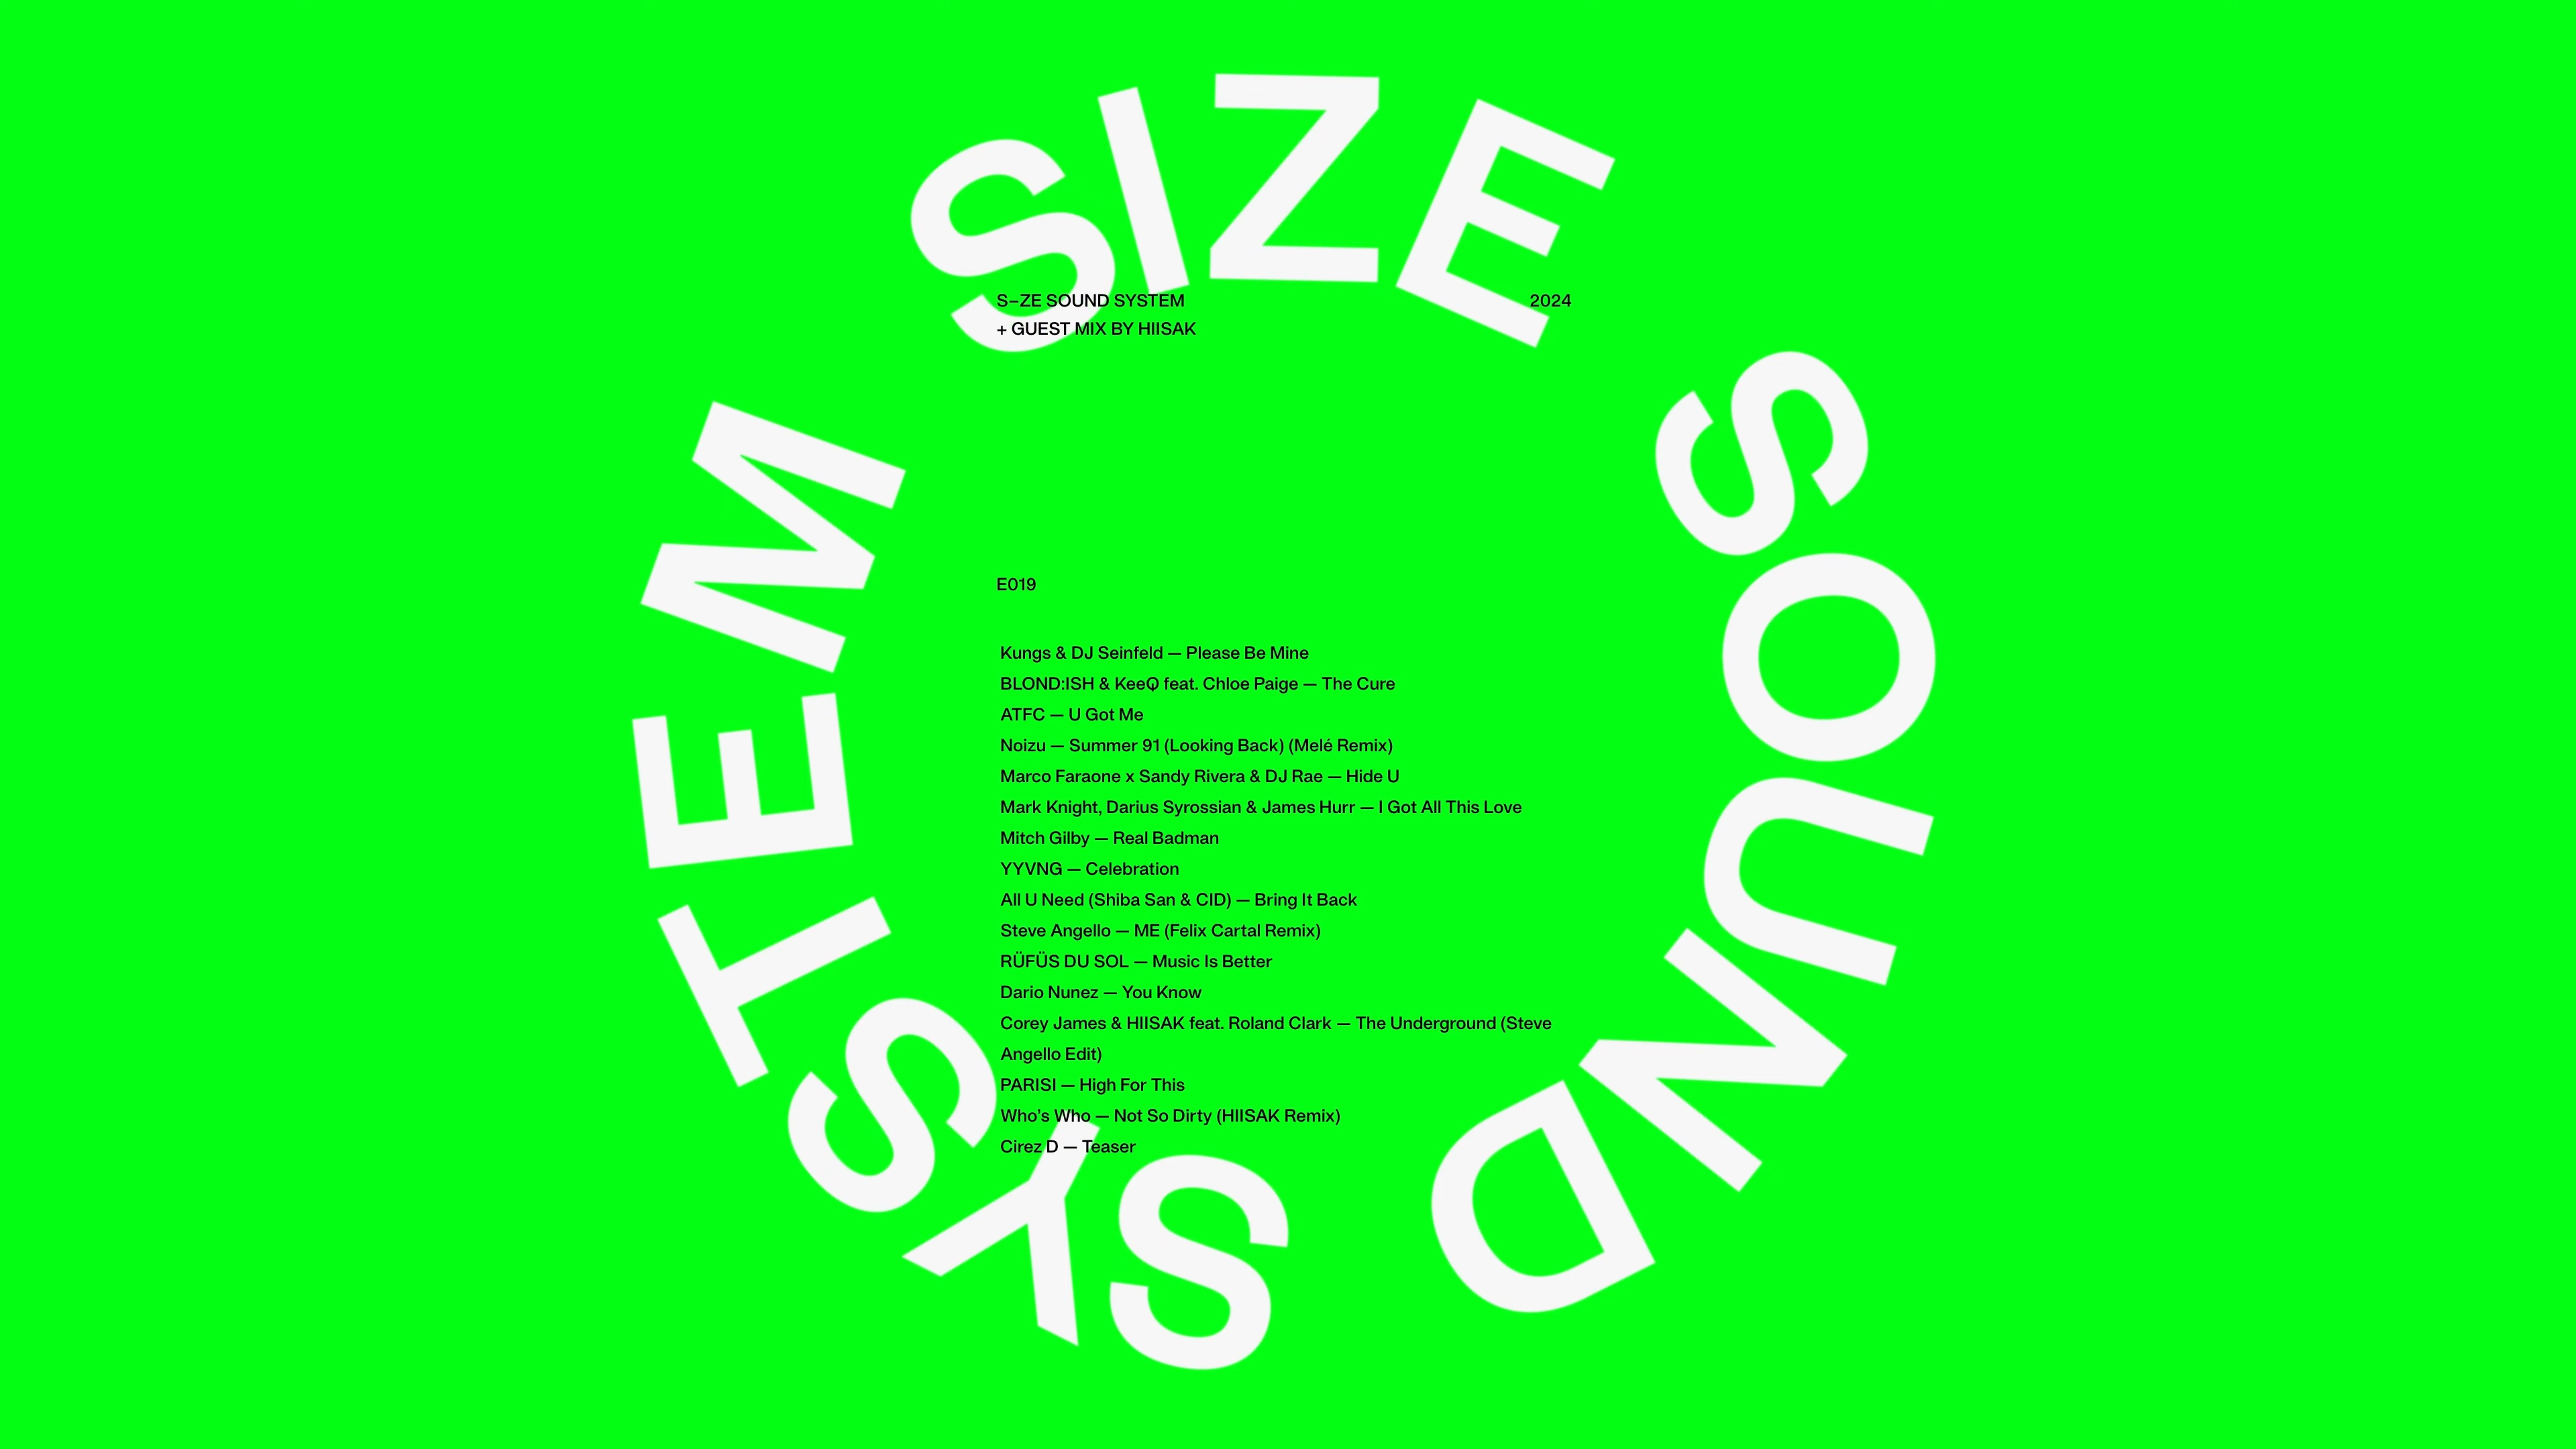 SIZE SOUND SYSTEM
S–ZE SOUND SYSTEM
+ GUEST MIX BY HIISAK
2024
E019
Kungs & DJ Seinfeld — Please Be Mine
BLOND:ISH & KeeQ feat. Chloe Paige — The Cure
ATFC — U Got Me
Noizu — Summer 91 (Looking Back) (Melé Remix)
Marco Faraone x Sandy Rivera & DJ Rae — Hide U
Mark Knight, Darius Syrossian & James Hurr — I Got All This Love
Mitch Gilby — Real Badman
YYVNG — Celebration
All U Need (Shiba San & CID) — Bring It Back
Steve Angello — ME (Felix Cartal Remix)
RÜFÜS DU SOL — Music Is Better
Dario Nunez — You Know
Corey James & HIISAK feat. Roland Clark — The Underground (Steve
Angello Edit)
PARISI — High For This
Who’s Who — Not So Dirty (HIISAK Remix)
Cirez D — Teaser